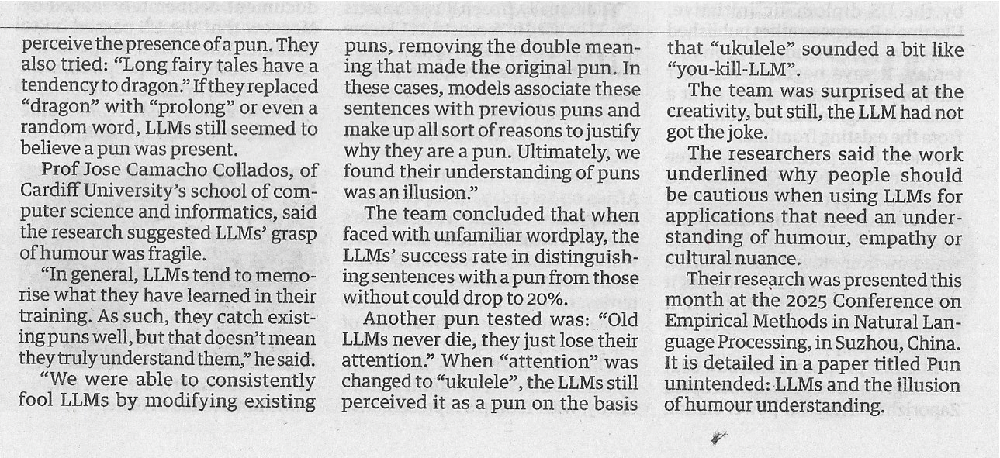 perceive the presence of a pun. They
also tried: “Long fairy tales have a
tendency to dragon.” If they replaced
“dragon” with “prolong” or even a
random word, LLMs still seemed to
believe a pun was present.
Prof Jose Camacho Collados, of
Cardiff University’s school of com-
puter science and informatics, said
the research suggested LLMs’ grasp
of humour was fragile.
“In general, LLMs tend to memo-
rise what they have learned in their
training. As such, they catch exist-
ing puns well, but that doesn’t mean
they truly understand them,” he said.
“We were able to consistently
fool LLMs by modifying existing
puns, removing the double mean-
ing that made the original pun. In
these cases, models associate these
sentences with previous puns and
make up all sort of reasons to justify
why they are a pun. Ultimately, we
found their understanding of puns
was an illusion.”
The team concluded that when
faced with unfamiliar wordplay, the
LLMs’ success rate in distinguish-
ing sentences with a pun from those
without could drop to 20%.
Another pun tested was: “Old
LLMs never die, they just lose their
attention.” When “attention” was
changed to “ukulele”, the LLMs still
perceived it as a pun on the basis
that “ukulele” sounded a bit like
“you-kill-LLM”.
The team was surprised at the
creativity, but still, the LLM had not
got the joke.
The researchers said the work
underlined why people should
be cautious when using LLMs for
applications that need an under-
standing of humour, empathy or
cultural nuance.
Their research was presented this
month at the 2025 Conference on
Empirical Methods in Natural Lan-
guage Processing, in Suzhou, China.
It is detailed in a paper titled Pun
unintended: LLMs and the illusion
of humour understanding.